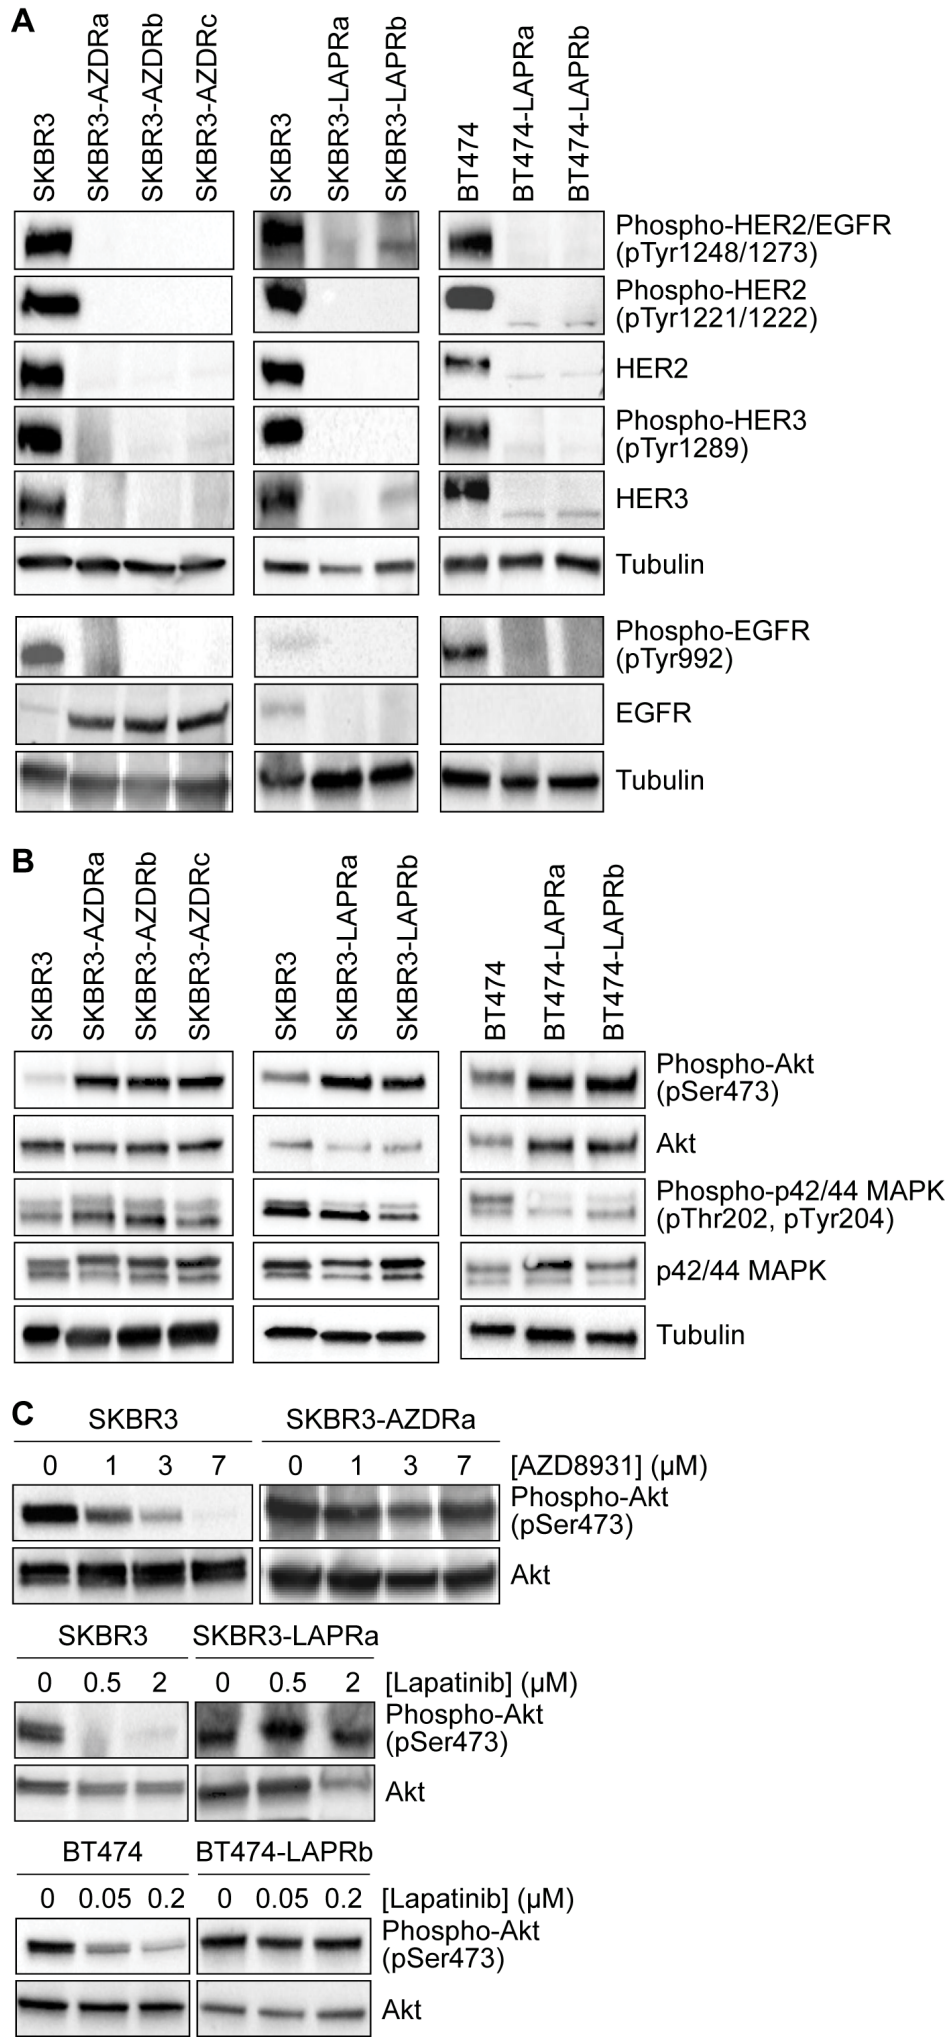 A
SKBR3
SKBR3-AZDRa
SKBR3-AZDRb
SKBR3-AZDRc
SKBR3
SKBR3-LAPRa
SKBR3-LAPRb
BT474
BT474-LAPRa
BT474-LAPRb
Phospho-HER2/EGFR
(pTyr1248/1273)
Phospho-HER2
(pTyr1221/1222)
HER2
Phospho-HER3
(pTyr1289)
HER3
Tubulin
Phospho-EGFR
(pTyr992)
EGFR
Tubulin
B
SKBR3
SKBR3-AZDRa
SKBR3-AZDRb
SKBR3-AZDRc
SKBR3
SKBR3-LAPRa
SKBR3-LAPRb
BT474
BT474-LAPRa
BT474-LAPRb
Phospho-Akt
(pSer473)
Akt
Phospho-p42/44 MAPK
(pThr202, pTyr204)
p42/44 MAPK
Tubulin
C
SKBR3 SKBR3-AZDRa
0 1 3 7 0 1 3 7 [AZD8931] (µM)
Phospho-Akt
(pSer473)
Akt
SKBR3 SKBR3-LAPRa
0 0.5 2 0 0.5 2 [Lapatinib] (µM)
Phospho-Akt
(pSer473)
Akt
BT474 BT474-LAPRb
0 0.05 0.2 0 0.05 0.2 [Lapatinib] (µM)
Phospho-Akt
(pSer473)
Akt